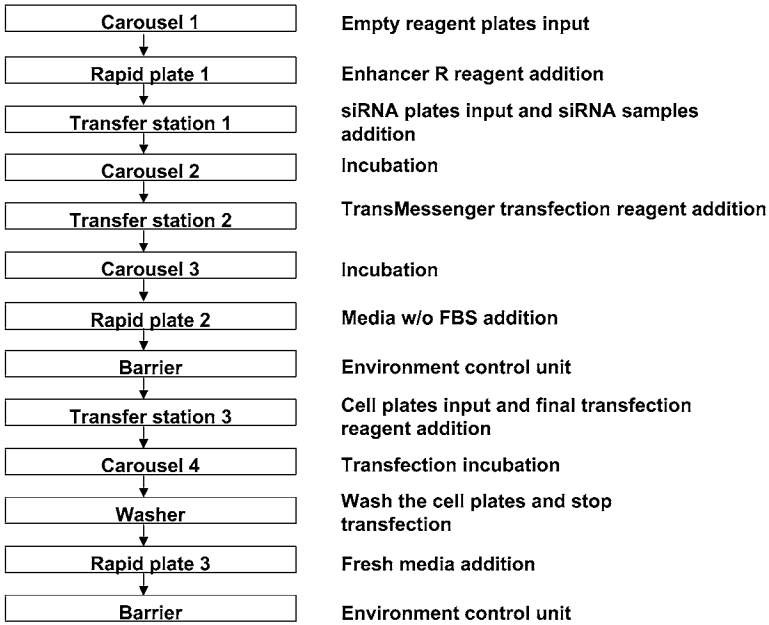 Carousel 1
Empty reagent plates input
Rapid plate 1
Enhancer R reagent addition
Transfer station 1
siRNA plates input and siRNA samples
addition
Carousel 2
Incubation
Transfer station 2
TransMessenger transfection reagent addition
Carousel 3
Incubation
Rapid plate 2
Media w/o FBS addition
Barrier
Environment control unit
Transfer station 3
Cell plates input and final transfection
reagent addition
Carousel 4
Transfection incubation
Washer
Wash the cell plates and stop
transfection
Rapid plate 3
Fresh media addition
Barrier
Environment control unit